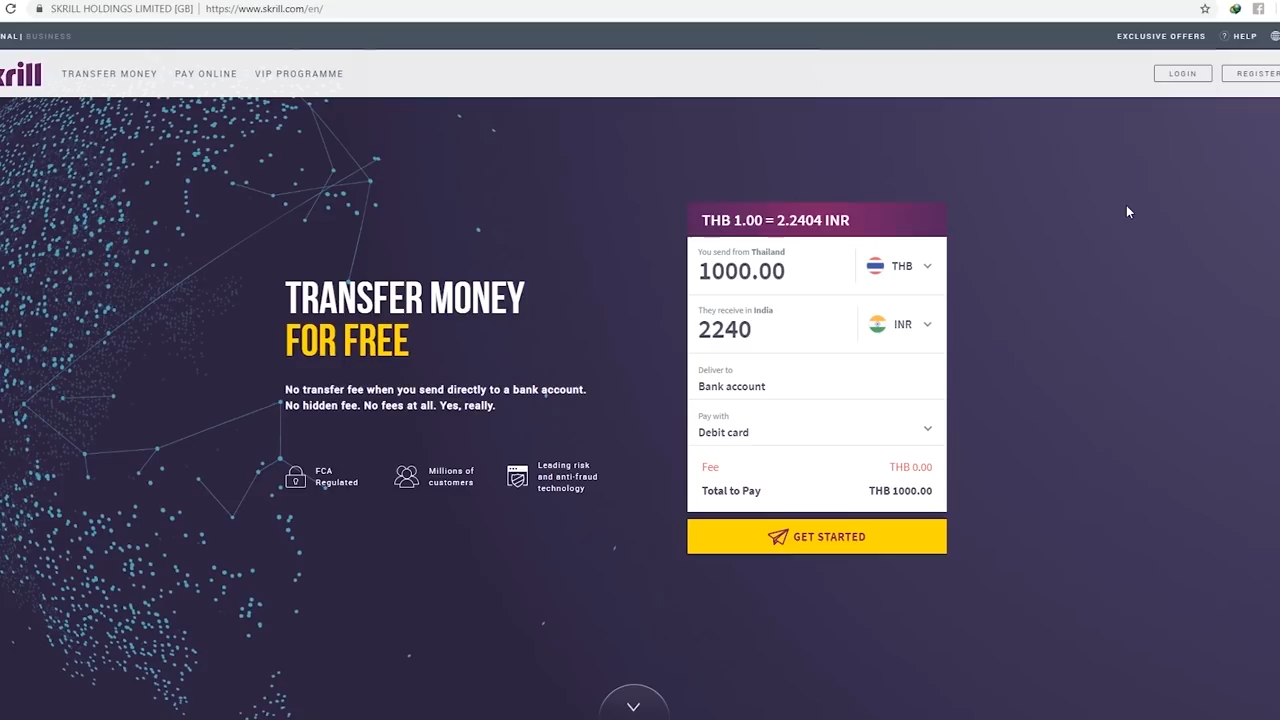 SKRILL HOLDINGS LIMITED [GB] | https://www.skrill.com/en/
NAL | BUSINESS
EXCLUSIVE OFFERS ? HELP
krill TRANSFER MONEY PAY ONLINE VIP PROGRAMME LOGIN REGISTER
THB 1.00 = 2.2404 INR
You send from Thailand
1000.00 THB
They receive in India
2240 INR
Deliver to
Bank account
Pay with
Debit card
Fee THB 0.00
Total to Pay THB 1000.00
GET STARTED
TRANSFER MONEY
FOR FREE
No transfer fee when you send directly to a bank account.
No hidden fee. No fees at all. Yes, really.
FCA
Regulated
Millions of
customers
Leading risk
and anti-fraud
technology